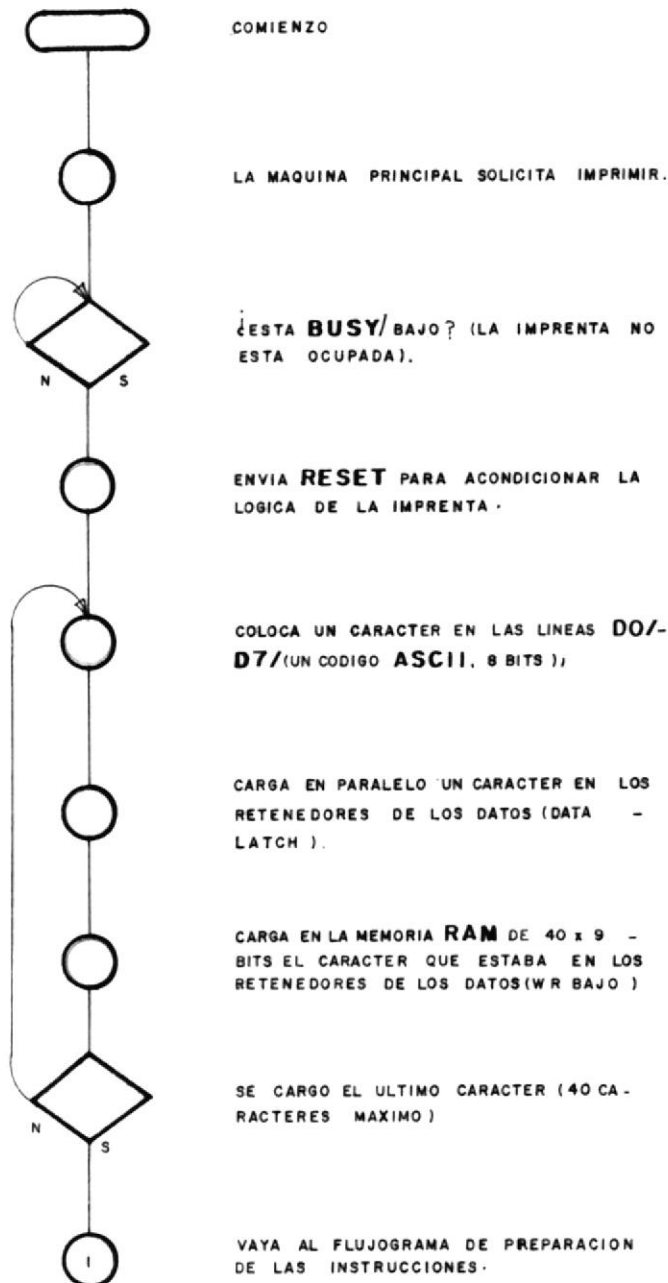 COMIENZO
LA MAQUINA PRINCIPAL SOLICITA IMPRIMIR.
¿ESTA BUSY/BAJO? (LA IMPRENTA NO
ESTA OCUPADA).
N S
ENVIA RESET PARA ACONDICIONAR LA
LOGICA DE LA IMPRENTA.
COLOCA UN CARACTER EN LAS LINEAS DO/-
D7/(UN CODIGO ASCII, 8 BITS);
CARGA EN PARALELO UN CARACTER EN LOS
RETENEDORES DE LOS DATOS (DATA -
LATCH).
CARGA EN LA MEMORIA RAM DE 40 x 9 -
BITS EL CARACTER QUE ESTABA EN LOS
RETENEDORES DE LOS DATOS(WR BAJO)
SE CARGO EL ULTIMO CARACTER (40 CA-
RACTERES MAXIMO)
N S
I
VAYA AL FLUJOGRAMA DE PREPARACION
DE LAS INSTRUCCIONES.